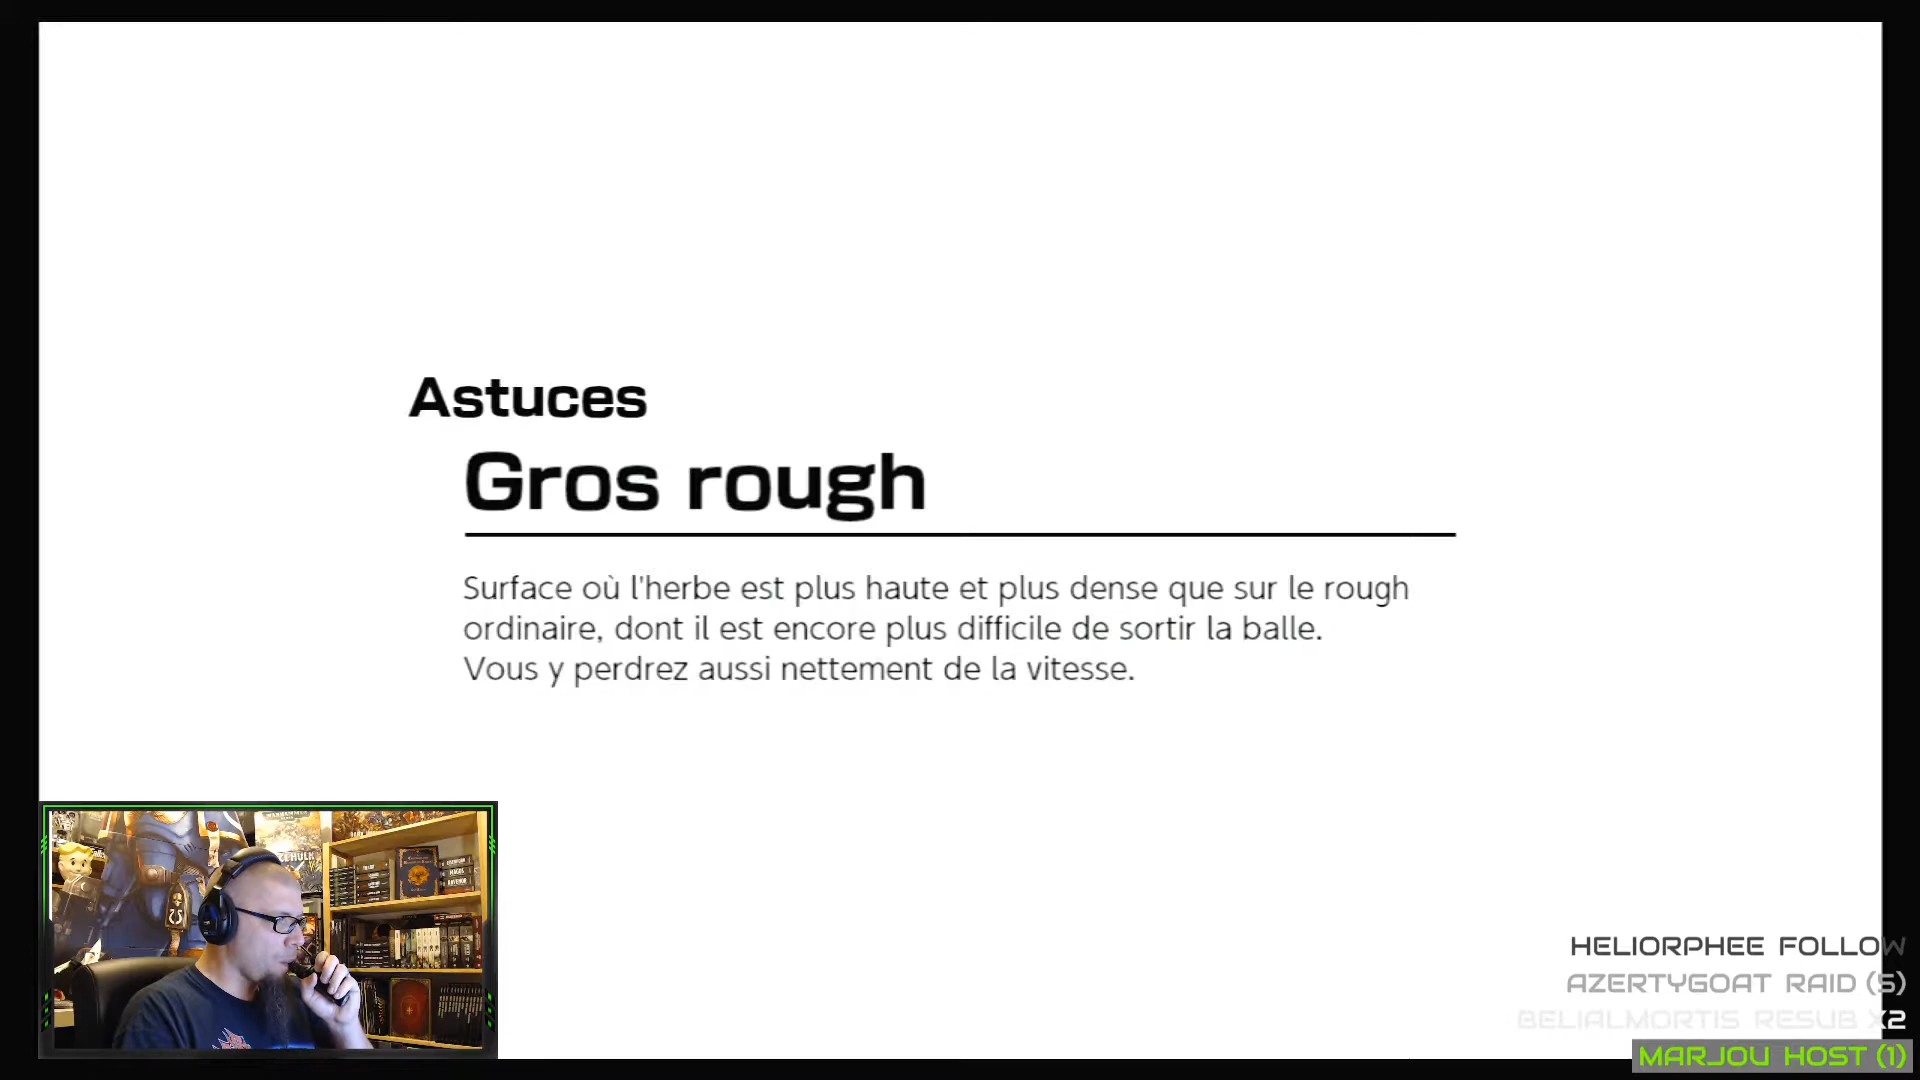 Astuces
Gros rough
Surface où l'herbe est plus haute et plus dense que sur le rough
ordinaire, dont il est encore plus difficile de sortir la balle.
Vous y perdrez aussi nettement de la vitesse.
HELIORPHEE FOLLOW
AZERTYGOAT RAID (5)
BELIALMORTIS RESUB X2
MARJOU HOST (1)